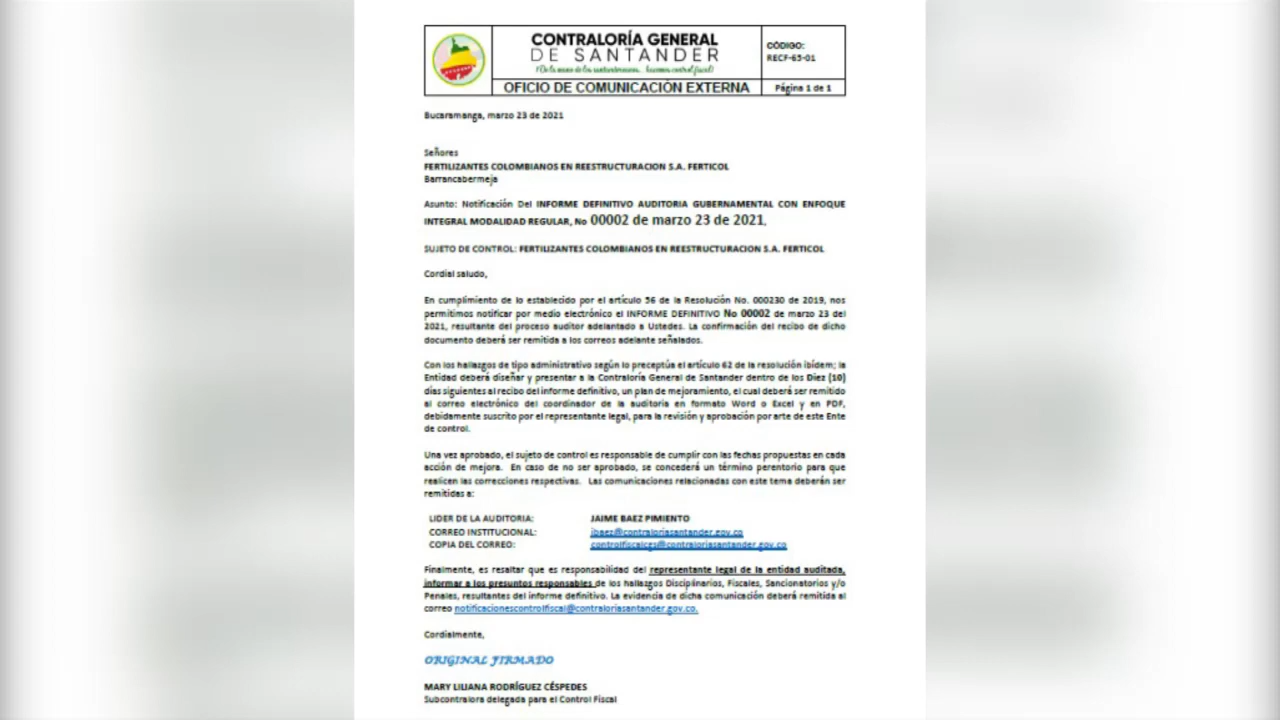 CONTRALORÍA GENERAL
DE SANTANDER
CÓDIGO:
RECF-65-01
OFICIO DE COMUNICACIÓN EXTERNA
Página 1 de 1
Bucaramanga, marzo 23 de 2021
Señores
FERTILIZANTES COLOMBIANOS EN REESTRUCTURACION S.A. FERTICOL
Barrancabermeja
Asunto: Notificación Del INFORME DEFINITIVO AUDITORIA GUBERNAMENTAL CON ENFOQUE
INTEGRAL MODALIDAD REGULAR, No 00002 de marzo 23 de 2021.
SUJETO DE CONTROL: FERTILIZANTES COLOMBIANOS EN REESTRUCTURACION S.A. FERTICOL
Cordial saludo,
En cumplimiento de lo establecido por el artículo 56 de la Resolución No. 000230 de 2019, nos
permitimos notificar por medio electrónico el INFORME DEFINITIVO No 00002 de marzo 23 del
2021, resultante del proceso auditor adelantado a Ustedes. La confirmación del recibo de dicho
documento deberá ser remitida a los correos adelante señalados.
Con los hallazgos de tipo administrativo según lo preceptúa el artículo 62 de la resolución ibídem; la
Entidad deberá diseñar y presentar a la Contraloría General de Santander dentro de los Diez (10)
días siguientes al recibo del informe definitivo, un plan de mejoramiento, el cual deberá ser remitido
al correo electrónico del coordinador de la auditoria en formato Word o Excel y en PDF,
debidamente suscrito por el representante legal, para la revisión y aprobación por arte de este Ente
de control.
Una vez aprobado, el sujeto de control es responsable de cumplir con las fechas propuestas en cada
acción de mejora. En caso de no ser aprobado, se concederá un término perentorio para que
realicen las correcciones respectivas. Las comunicaciones relacionadas con este tema deberán ser
remitidas a:
LIDER DE LA AUDITORIA: JAIME BAEZ PIMIENTO
CORREO INSTITUCIONAL: jbaez@contraloriasantander.gov.co
COPIA DEL CORREO: controlfiscalcgs@contraloriasantander.gov.co
Finalmente, es resaltar que es responsabilidad del representante legal de la entidad auditada,
informar a los presuntos responsables de los hallazgos Disciplinarios, Fiscales, Sancionatorios y/o
Penales, resultantes del informe definitivo. La evidencia de dicha comunicación deberá remitida al
correo notificacionescontrolfiscal@contraloriasantander.gov.co.
Cordialmente,
ORIGINAL FIRMADO
MARY LILIANA RODRÍGUEZ CÉSPEDES
Subcontralora delegada para el Control Fiscal